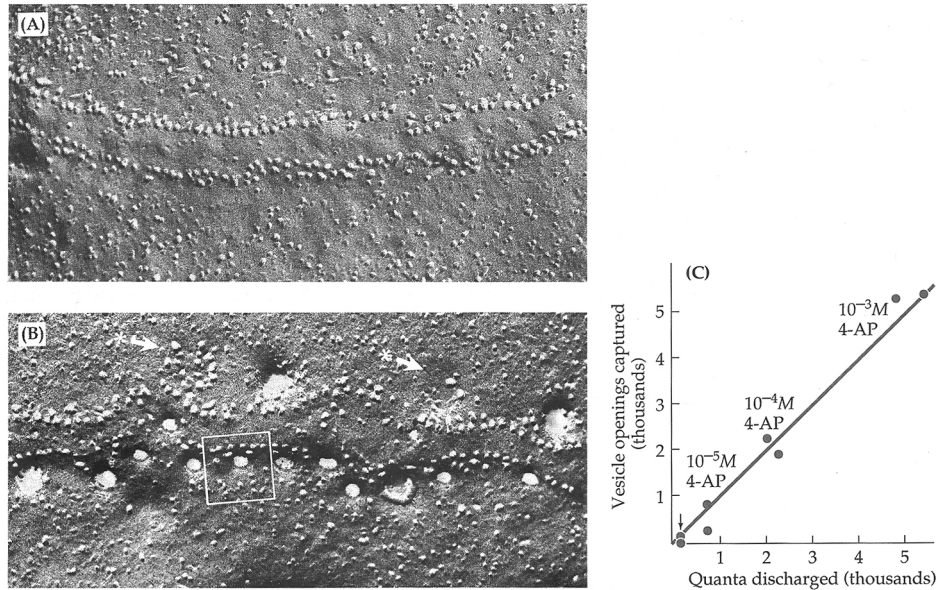 (A)
(B)
*
*
(C)
Vesicle openings captured
(thousands)
5
4
3
2
1
10⁻³M
4-AP
10⁻⁴M
4-AP
10⁻⁵M
4-AP
1 2 3 4 5
Quanta discharged (thousands)